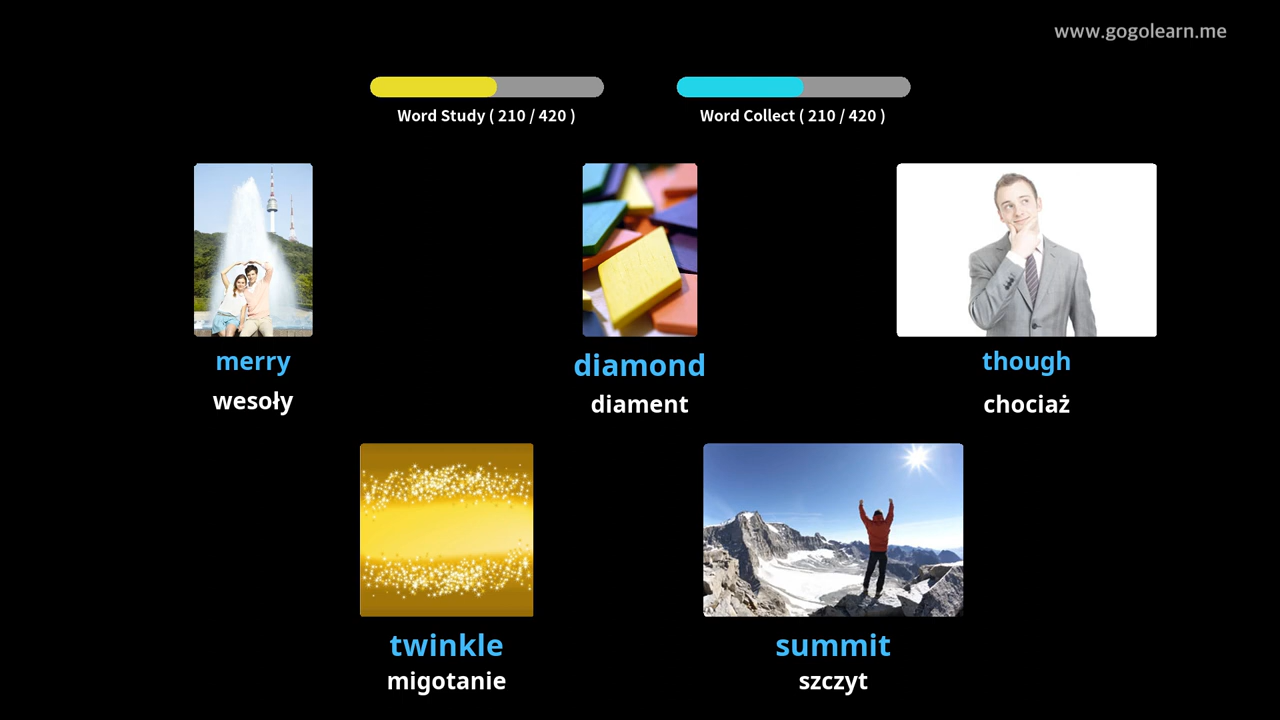 www.gogolearn.me
Word Study ( 210 / 420 )
Word Collect ( 210 / 420 )
merry
wesoły
diamond
diament
though
chociaż
twinkle
migotanie
summit
szczyt